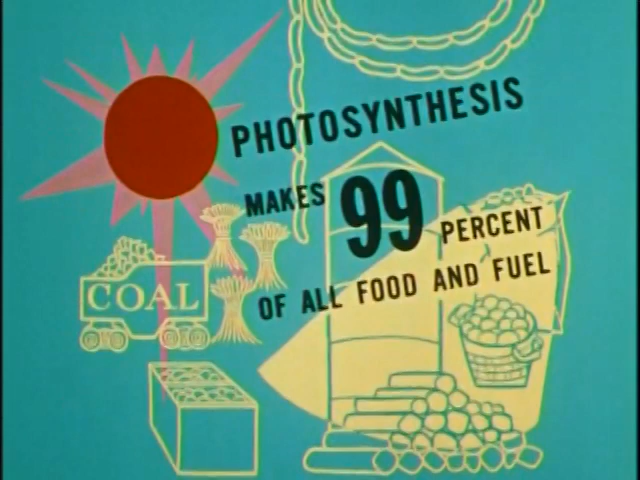 PHOTOSYNTHESIS
MAKES 99 PERCENT
OF ALL FOOD AND FUEL
COAL